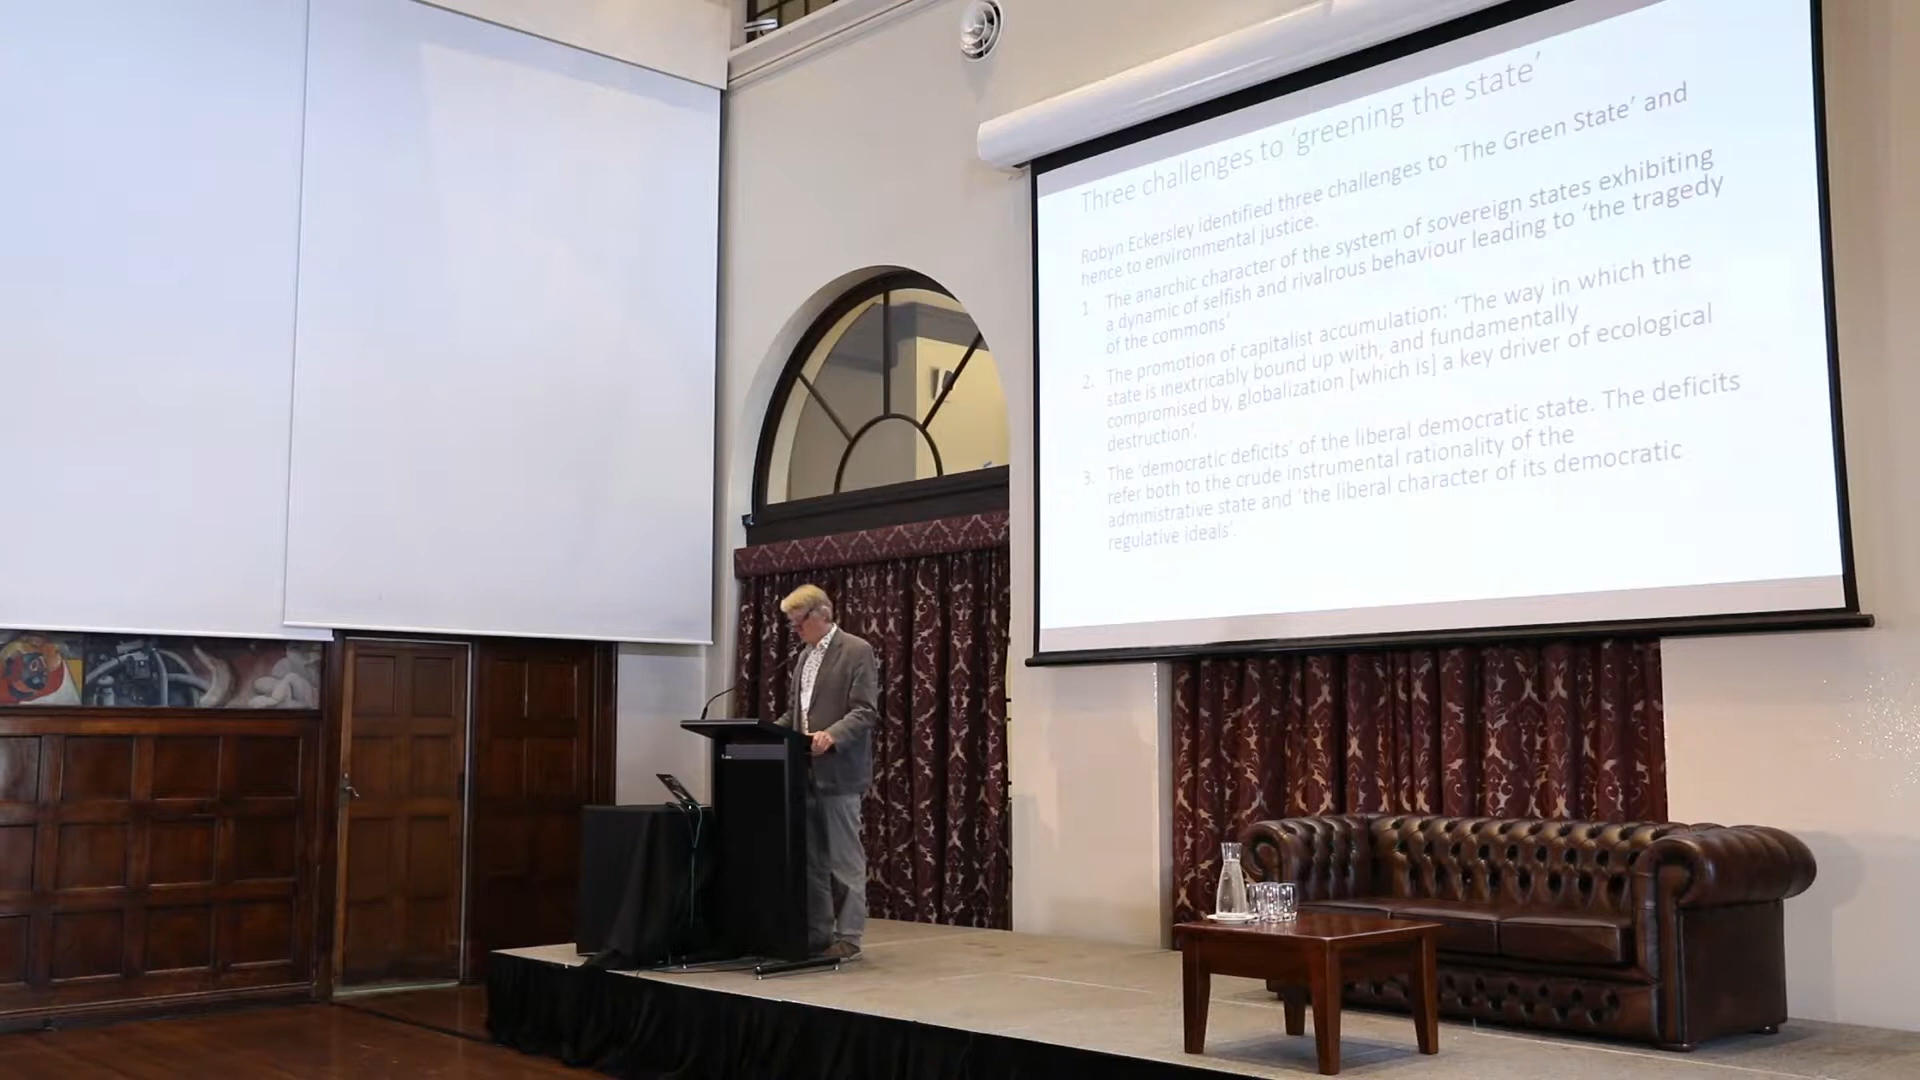 Three challenges to 'greening the state'
Robyn Eckersley identified three challenges to 'The Green State' and
hence to environmental justice.
1. The anarchic character of the system of sovereign states exhibiting
a dynamic of selfish and rivalrous behaviour leading to 'the tragedy
of the commons'
2. The promotion of capitalist accumulation: 'The way in which the
state is inextricably bound up with, and fundamentally
compromised by, globalization [which is] a key driver of ecological
destruction'.
3. The 'democratic deficits' of the liberal democratic state. The deficits
refer both to the crude instrumental rationality of the
administrative state and 'the liberal character of its democratic
regulative ideals'.